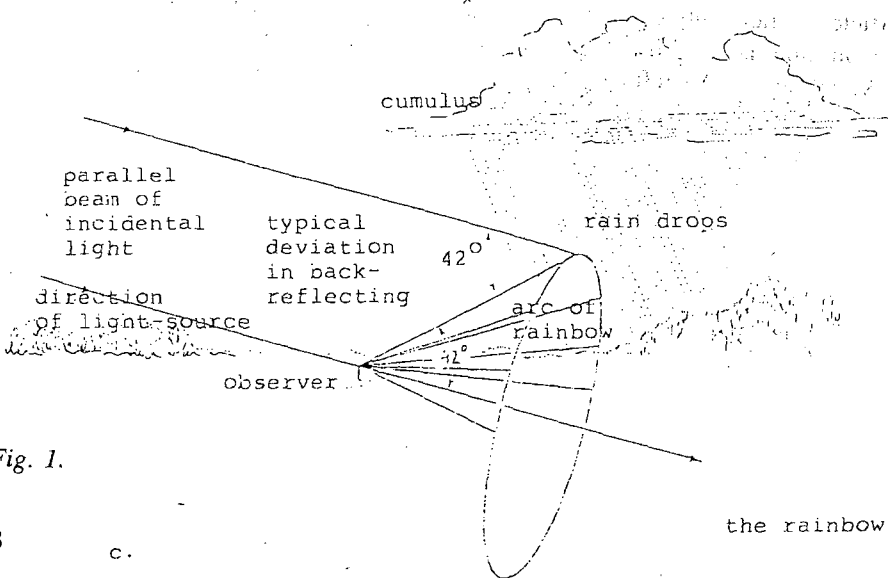 cumulus
parallel
beam of
incidental
light
typical
deviation
in back-
reflecting
42°
rain drops
direction
of light-source
arc of
rainbow
42°
observer
Fig. 1.
the rainbow
c.